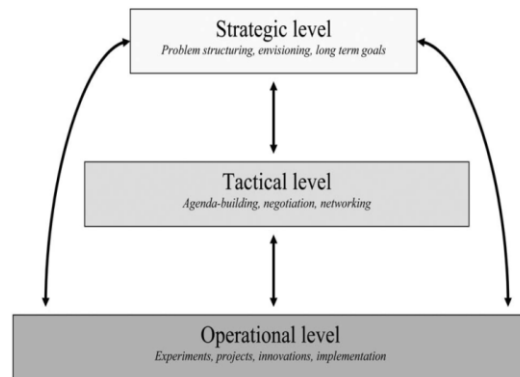 Strategic level
Problem structuring, envisioning, long term goals
Tactical level
Agenda-building, negotiation, networking
Operational level
Experiments, projects, innovations, implementation